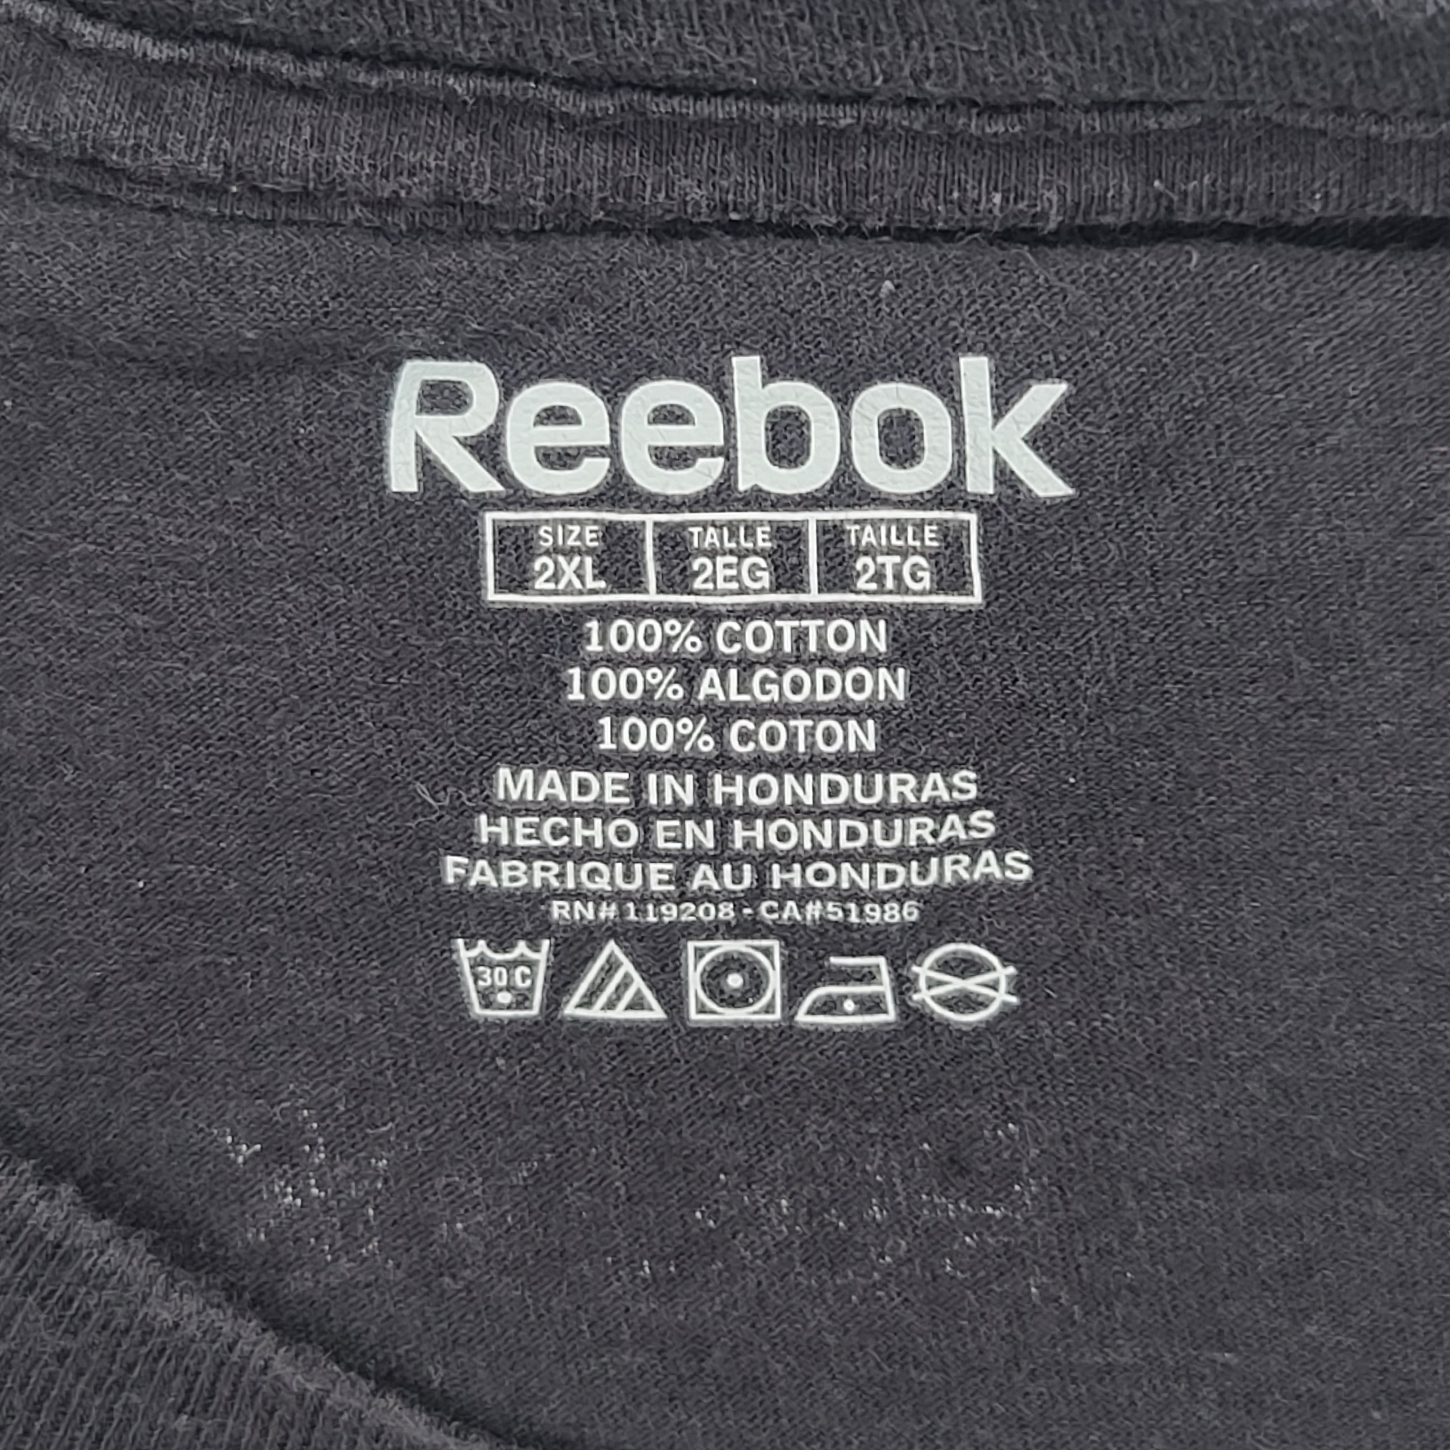 Reebok
SIZE TALLE TAILLE
2XL 2EG 2TG
100% COTTON
100% ALGODON
100% COTON
MADE IN HONDURAS
HECHO EN HONDURAS
FABRIQUE AU HONDURAS
RN# 119208 - CA#51986
30 C